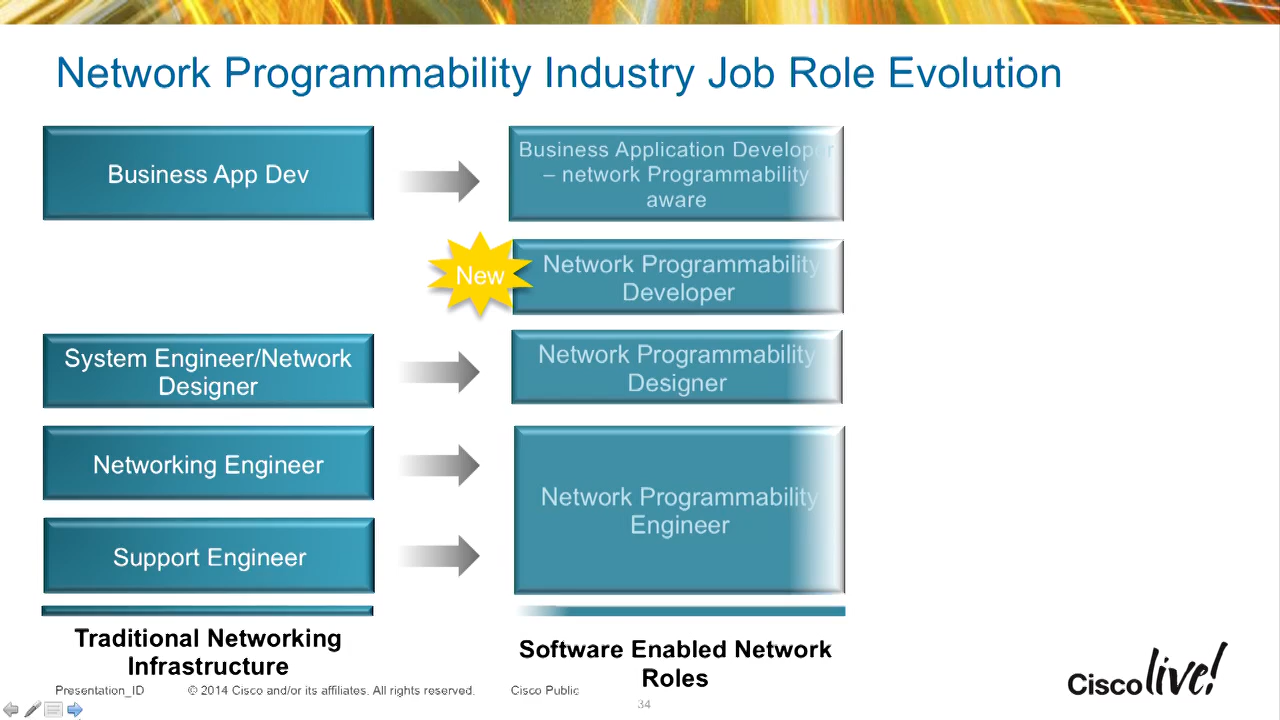 Network Programmability Industry Job Role Evolution
Business App Dev
Business Application Developer
– network Programmability
aware
New
Network Programmability
Developer
System Engineer/Network
Designer
Network Programmability
Designer
Networking Engineer
Support Engineer
Network Programmability
Engineer
Traditional Networking
Infrastructure
Software Enabled Network
Roles
Presentation_ID
© 2014 Cisco and/or its affiliates. All rights reserved.
Cisco Public
34
Cisco live!